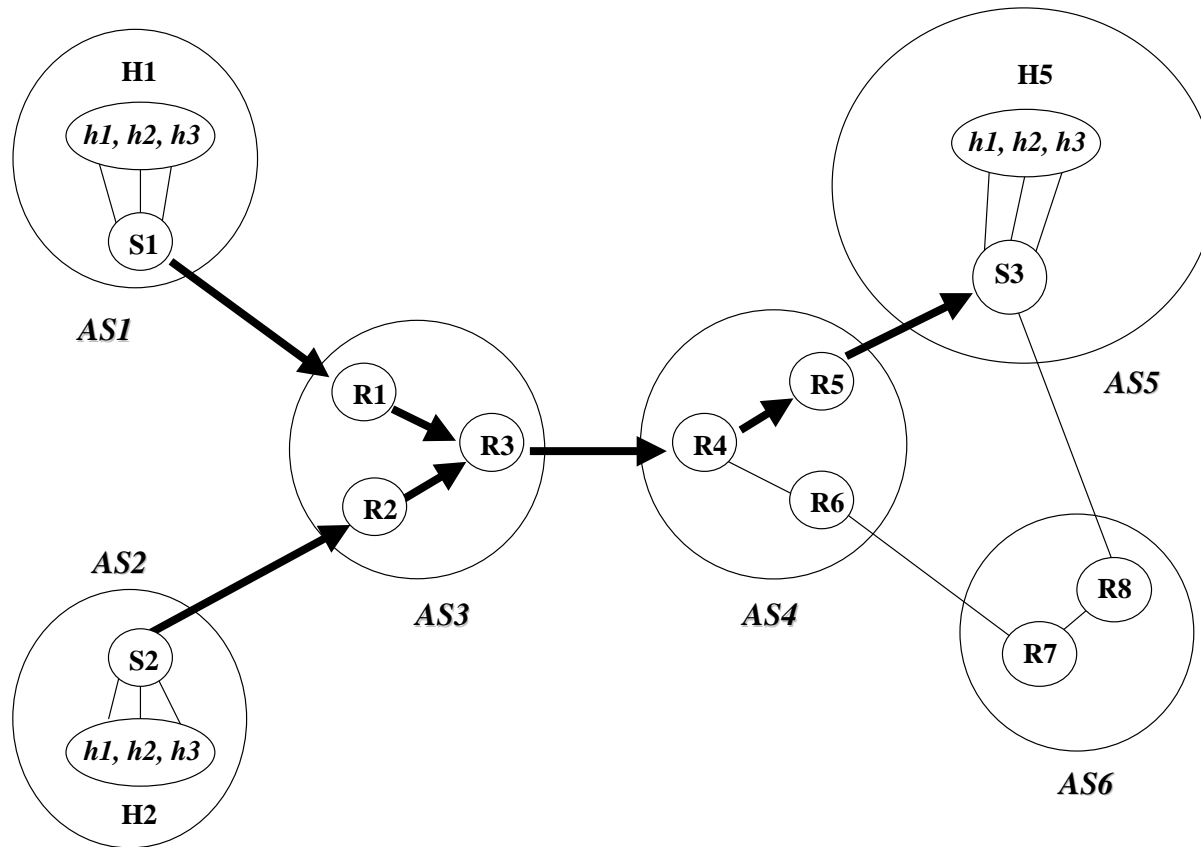 H1
h1, h2, h3
S1
AS1
H5
h1, h2, h3
S3
AS5
R1
R3
R2
AS3
R5
R4
R6
AS4
AS2
S2
h1, h2, h3
H2
R8
R7
AS6